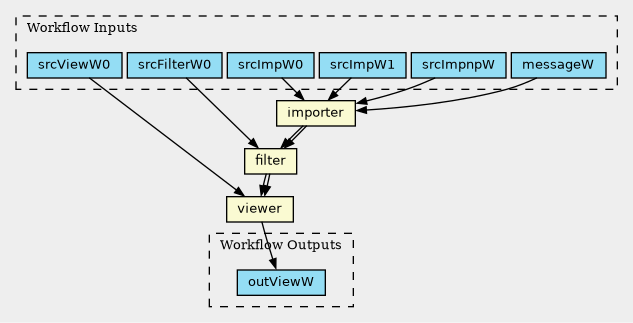 Workflow Inputs
srcViewW0 srcFilterW0 srcImpW0 srcImpW1 srcImpnpW messageW
importer
filter
viewer
Workflow Outputs
outViewW